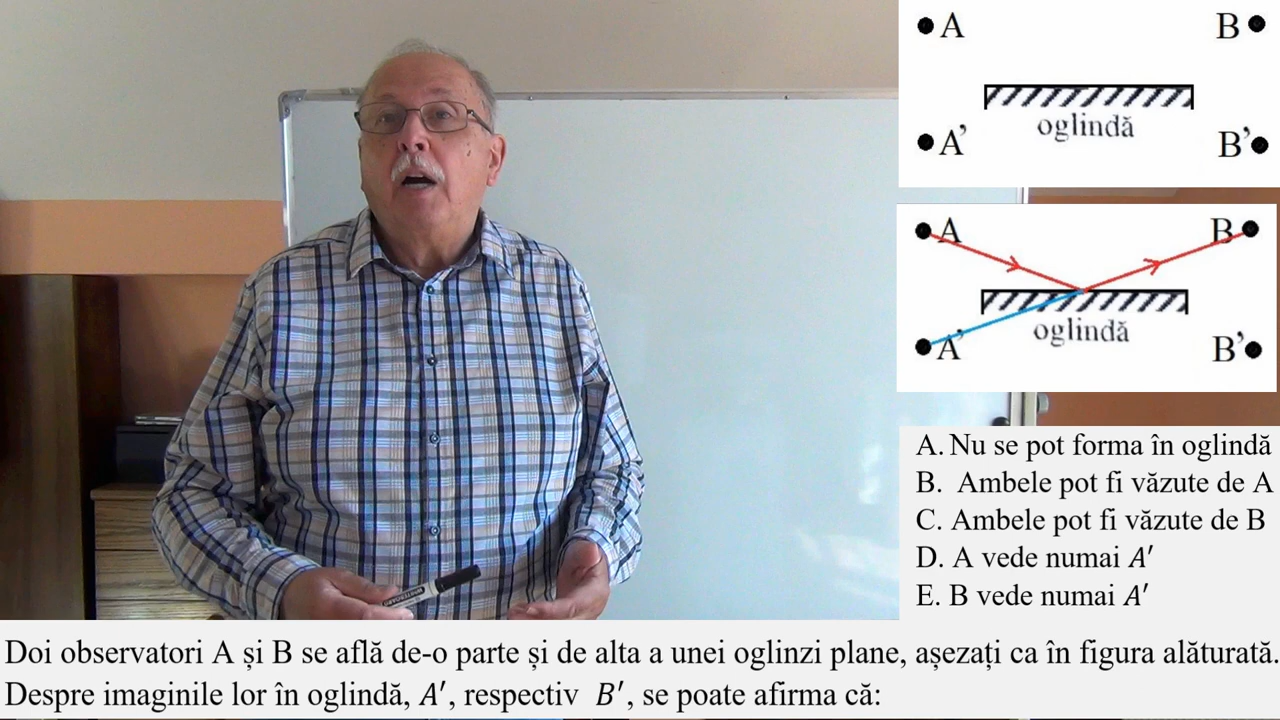 A B
oglindă
A’ B’
A B
oglindă
A’ B’
A. Nu se pot forma în oglindă
B. Ambele pot fi văzute de A
C. Ambele pot fi văzute de B
D. A vede numai A′
E. B vede numai A′
Doi observatori A și B se află de-o parte și de alta a unei oglinzi plane, așezați ca în figura alăturată.
Despre imaginile lor în oglindă, A′, respectiv B′, se poate afirma că: